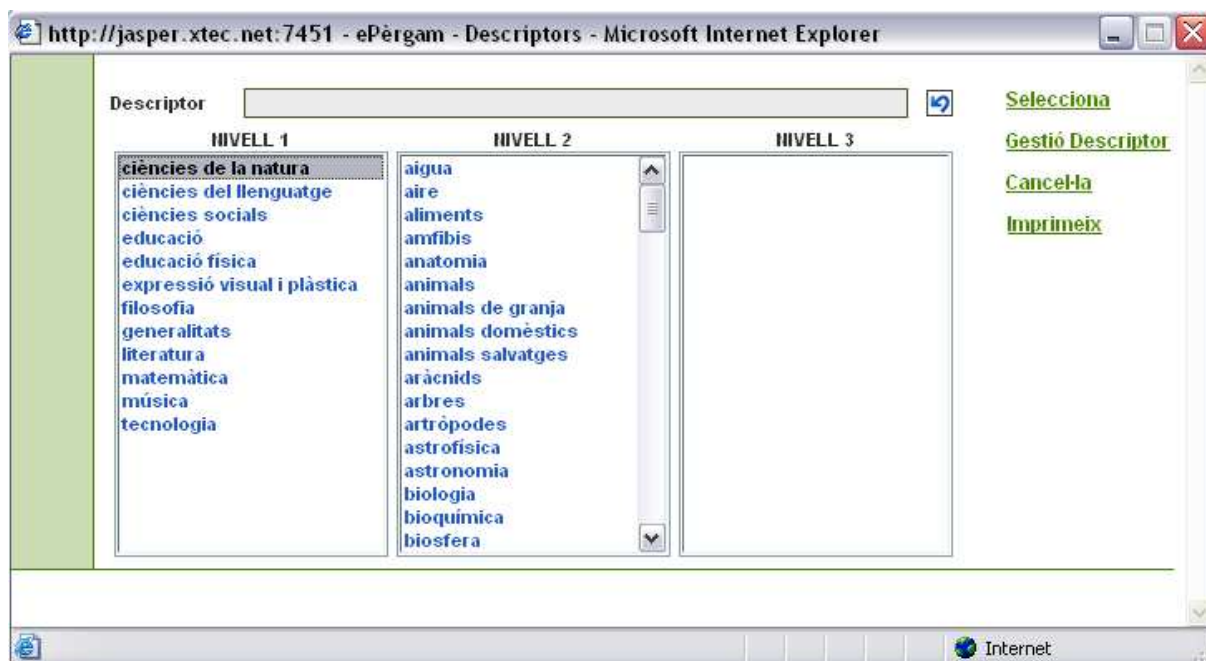 http://jasper.xtec.net:7451 - ePèrgam - Descriptors - Microsoft Internet Explorer
Descriptor
Selecciona
Gestió Descriptor
Cancel·la
Imprimeix
NIVELL 1
ciències de la natura
ciències del llenguatge
ciències socials
educació
educació física
expressió visual i plàstica
filosofia
generalitats
literatura
matemàtica
música
tecnologia
NIVELL 2
aigua
aire
aliments
amfibis
anatomia
animals
animals de granja
animals domèstics
animals salvatges
aràcnids
arbres
artròpodes
astrofísica
astronomia
biologia
bioquímica
biosfera
NIVELL 3
Internet